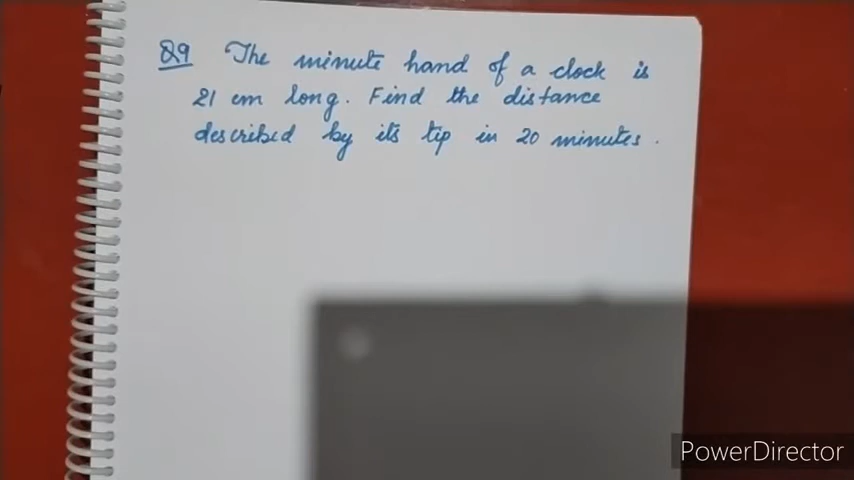 Q9 The minute hand of a clock is
21 cm long. Find the distance
described by its tip in 20 minutes.
PowerDirector